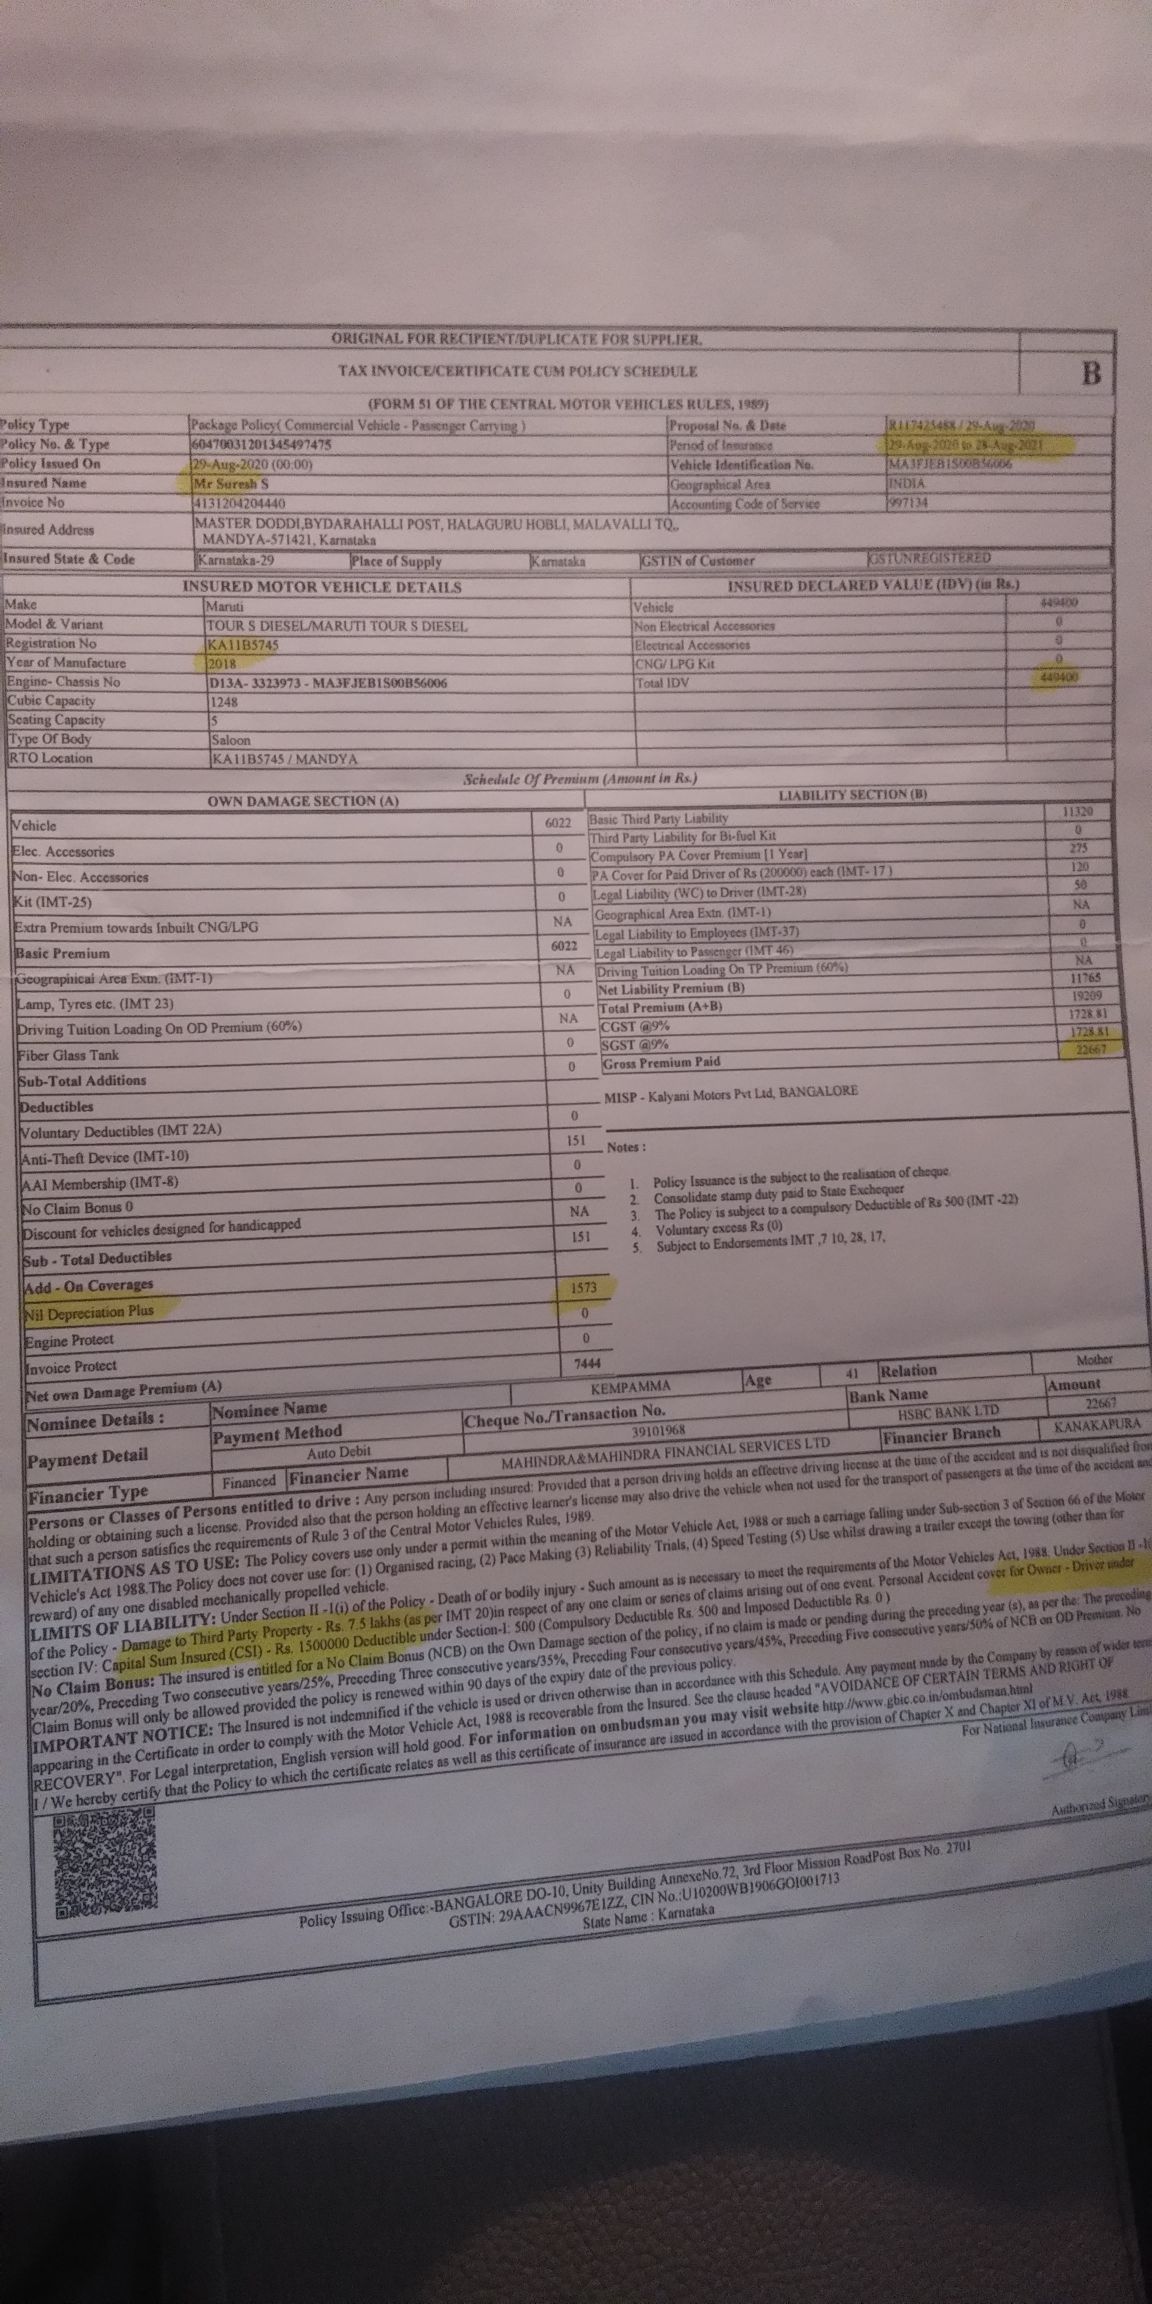 ORIGINAL FOR RECIPIENT/DUPLICATE FOR SUPPLIER.
TAX INVOICE/CERTIFICATE CUM POLICY SCHEDULE
B
(FORM 51 OF THE CENTRAL MOTOR VEHICLES RULES, 1989)
Policy Type Package Policy( Commercial Vehicle - Passenger Carrying ) Proposal No. & Date R117425488 / 29-Aug-2020
Policy No. & Type 60470031201345497475 Period of Insurance 29-Aug-2020 to 28-Aug-2021
Policy Issued On 29-Aug-2020 (00:00) Vehicle Identification No. MA3FJEB1S00B56006
Insured Name Mr Suresh S Geographical Area INDIA
Invoice No 4131204204440 Accounting Code of Service 997134
Insured Address MASTER DODDI,BYDARAHALLI POST, HALAGURU HOBLI, MALAVALLI TQ,,
MANDYA-571421, Karnataka
Insured State & Code Karnataka-29 Place of Supply Karnataka GSTIN of Customer GSTUNREGISTERED
INSURED MOTOR VEHICLE DETAILS INSURED DECLARED VALUE (IDV) (in Rs.)
Make Maruti Vehicle 449400
Model & Variant TOUR S DIESEL/MARUTI TOUR S DIESEL Non Electrical Accessories 0
Registration No KA11B5745 Electrical Accessories 0
Year of Manufacture 2018 CNG/ LPG Kit 0
Engine- Chassis No D13A- 3323973 - MA3FJEB1S00B56006 Total IDV 449400
Cubic Capacity 1248
Seating Capacity 5
Type Of Body Saloon
RTO Location KA11B5745 / MANDYA
Schedule Of Premium (Amount in Rs.)
OWN DAMAGE SECTION (A)
Vehicle 6022
Elec. Accessories 0
Non- Elec. Accessories 0
Kit (IMT-25) 0
Extra Premium towards Inbuilt CNG/LPG NA
Basic Premium 6022
Geographical Area Extn. (IMT-1) NA
Lamp, Tyres etc. (IMT 23) 0
Driving Tuition Loading On OD Premium (60%) NA
Fiber Glass Tank 0
Sub-Total Additions 0
Deductibles
Voluntary Deductibles (IMT 22A) 0
Anti-Theft Device (IMT-10) 151
AAI Membership (IMT-8) 0
No Claim Bonus 0 0
Discount for vehicles designed for handicapped NA
Sub - Total Deductibles 151
Add - On Coverages
Nil Depreciation Plus 1573
Engine Protect 0
Invoice Protect 0
Net own Damage Premium (A) 7444
LIABILITY SECTION (B)
Basic Third Party Liability 11320
Third Party Liability for Bi-fuel Kit 0
Compulsory PA Cover Premium [1 Year] 275
PA Cover for Paid Driver of Rs (200000) each (IMT- 17 ) 120
Legal Liability (WC) to Driver (IMT-28) 50
Geographical Area Extn. (IMT-1) NA
Legal Liability to Employees (IMT-37) 0
Legal Liability to Passenger (IMT 46) 0
Driving Tuition Loading On TP Premium (60%) NA
Net Liability Premium (B) 11765
Total Premium (A+B) 19209
CGST @9% 1728.81
SGST @9% 1728.81
Gross Premium Paid 22667
MISP - Kalyani Motors Pvt Ltd, BANGALORE
Notes :
1. Policy Issuance is the subject to the realisation of cheque.
2. Consolidate stamp duty paid to State Exchequer
3. The Policy is subject to a compulsory Deductible of Rs 500 (IMT -22)
4. Voluntary excess Rs (0)
5. Subject to Endorsements IMT ,7 10, 28, 17,
Nominee Details : Nominee Name KEMPAMMA Age 41 Relation Mother
Payment Detail Payment Method Cheque No./Transaction No. Bank Name Amount
Auto Debit 39101968 HSBC BANK LTD 22667
Financier Type Financed Financier Name MAHINDRA&MAHINDRA FINANCIAL SERVICES LTD Financier Branch KANAKAPURA
Persons or Classes of Persons entitled to drive : Any person including insured: Provided that a person driving holds an effective driving license at the time of the accident and is not disqualified from
holding or obtaining such a license. Provided also that the person holding an effective learner's license may also drive the vehicle when not used for the transport of passengers at the time of the accident and
that such a person satisfies the requirements of Rule 3 of the Central Motor Vehicles Rules, 1989.
LIMITATIONS AS TO USE: The Policy covers use only under a permit within the meaning of the Motor Vehicle Act, 1988 or such a carriage falling under Sub-section 3 of Section 66 of the Motor
Vehicle's Act 1988.The Policy does not cover use for: (1) Organised racing, (2) Pace Making (3) Reliability Trials, (4) Speed Testing (5) Use whilst drawing a trailer except the towing (other than for
reward) of any one disabled mechanically propelled vehicle.
LIMITS OF LIABILITY: Under Section II -1(i) of the Policy - Death of or bodily injury - Such amount as is necessary to meet the requirements of the Motor Vehicles Act, 1988. Under Section II -1(
of the Policy - Damage to Third Party Property - Rs. 7.5 lakhs (as per IMT 20)in respect of any one claim or series of claims arising out of one event. Personal Accident cover for Owner - Driver under
section IV: Capital Sum Insured (CSI) - Rs. 1500000 Deductible under Section-I: 500 (Compulsory Deductible Rs. 500 and Imposed Deductible Rs. 0 )
No Claim Bonus: The insured is entitled for a No Claim Bonus (NCB) on the Own Damage section of the policy, if no claim is made or pending during the preceding year (s), as per the: The preceding
year/20%, Preceding Two consecutive years/25%, Preceding Three consecutive years/35%, Preceding Four consecutive years/45%, Preceding Five consecutive years/50% of NCB on OD Premium. No
Claim Bonus will only be allowed provided the policy is renewed within 90 days of the expiry date of the previous policy.
IMPORTANT NOTICE: The Insured is not indemnified if the vehicle is used or driven otherwise than in accordance with this Schedule. Any payment made by the Company by reason of wider
appearing in the Certificate in order to comply with the Motor Vehicle Act, 1988 is recoverable from the Insured. See the clause headed "AVOIDANCE OF CERTAIN TERMS AND RIGHT OF
RECOVERY". For Legal interpretation, English version will hold good. For information on ombudsman you may visit website http://www.gbic.co.in/ombudsman.html
I / We hereby certify that the Policy to which the certificate relates as well as this certificate of insurance are issued in accordance with the provision of Chapter X and Chapter XI of M.V. Act, 1988.
For National Insurance Company
Authorized Signatory
Policy Issuing Office:-BANGALORE DO-10, Unity Building AnnexeNo.72, 3rd Floor Mission RoadPost Box No. 2701
GSTIN: 29AAACN9967E1ZZ, CIN No.:U10200WB1906GOI001713
State Name : Karnataka